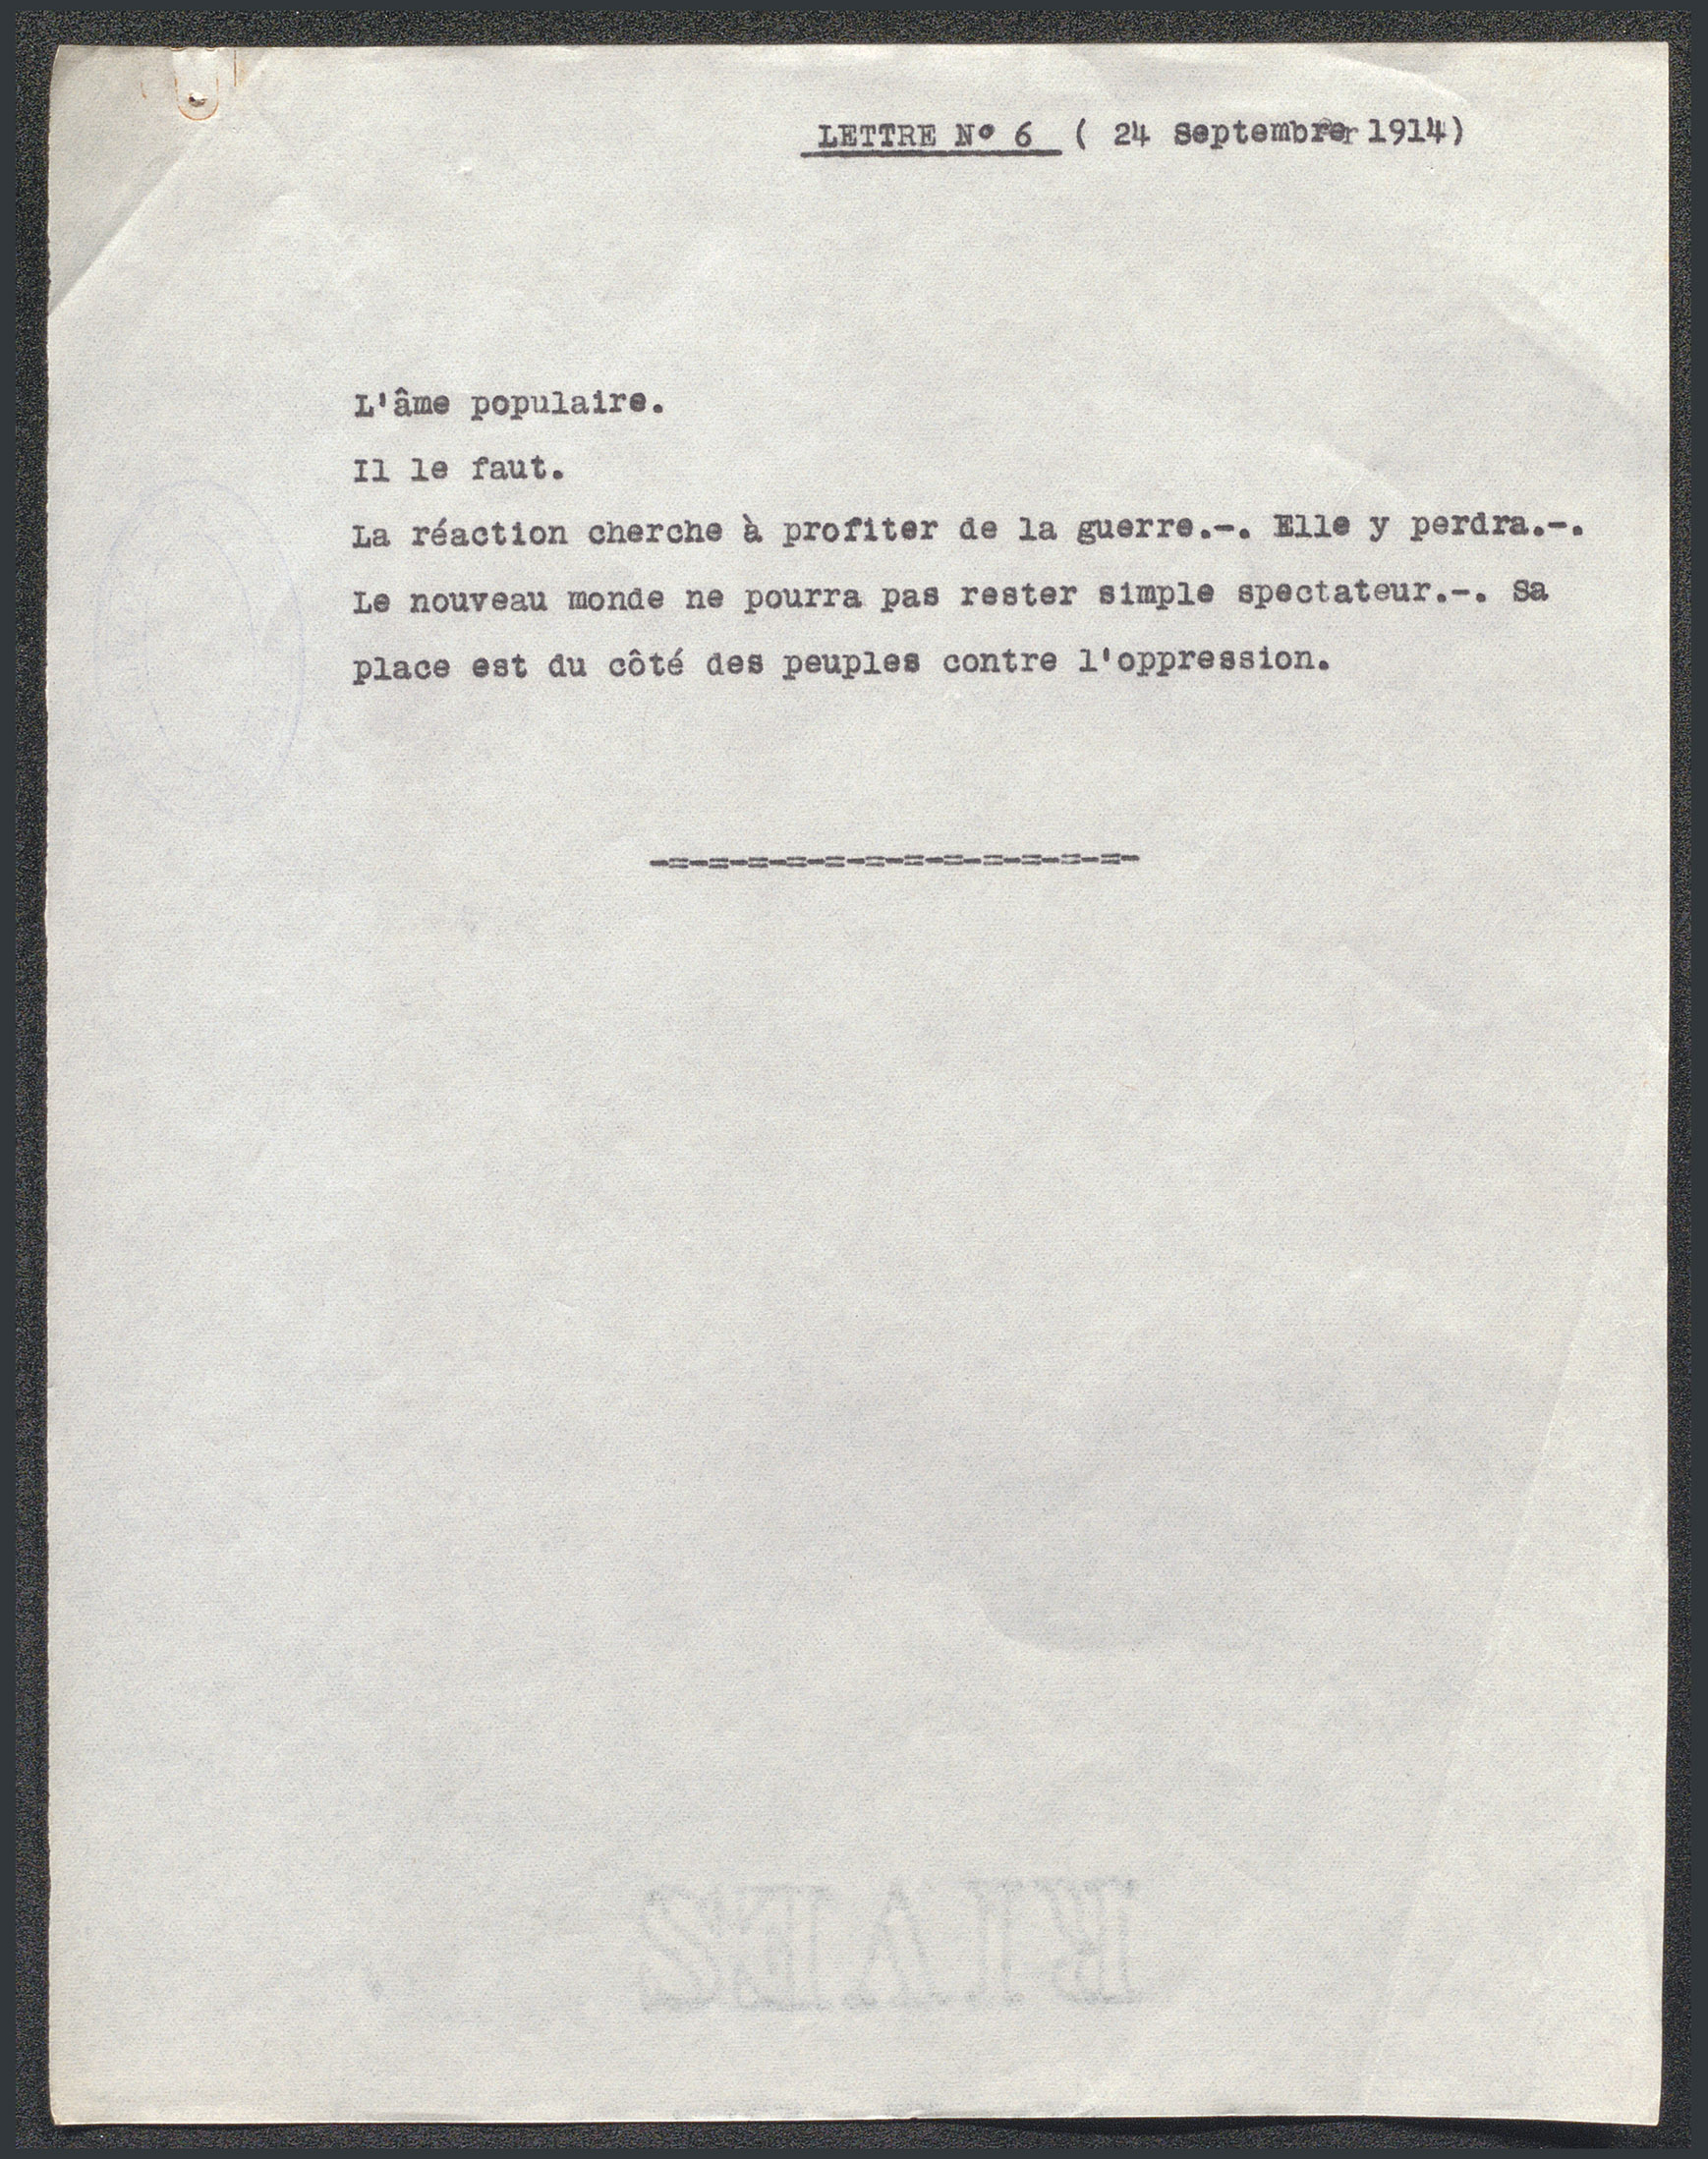 LETTRE N° 6 ( 24 Septembrer 1914)
L'âme populaire.
Il le faut.
La réaction cherche à profiter de la guerre.-. Elle y perdra.-.
Le nouveau monde ne pourra pas rester simple spectateur.-. Sa
place est du côté des peuples contre l'oppression.
-=-=-=-=-=-=-=-=-=-=-=-=-